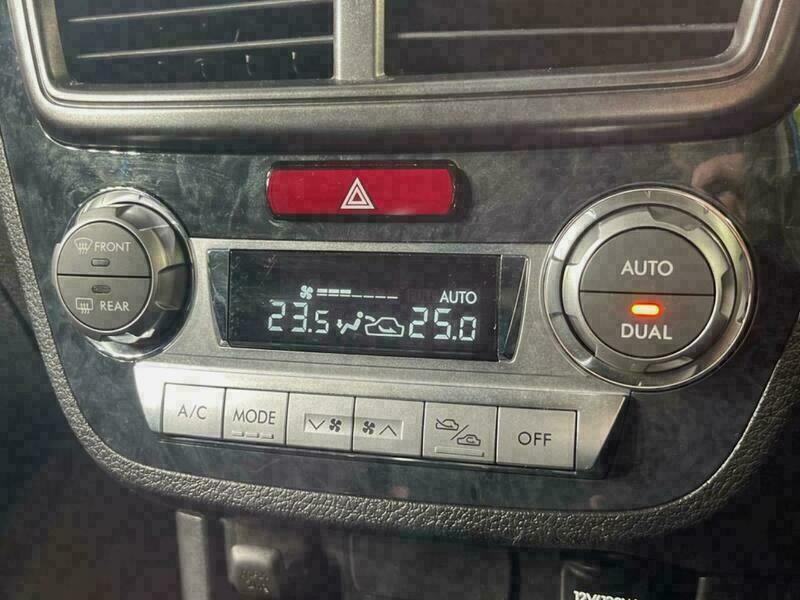 FRONT
REAR
AUTO
23.5 25.0
AUTO
DUAL
A/C MODE OFF